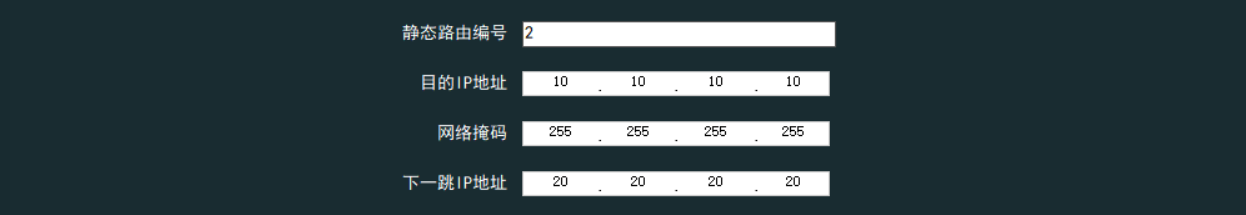 静态路由编号 2
目的IP地址 10 . 10 . 10 . 10
网络掩码 255 . 255 . 255 . 255
下一跳IP地址 20 . 20 . 20 . 20